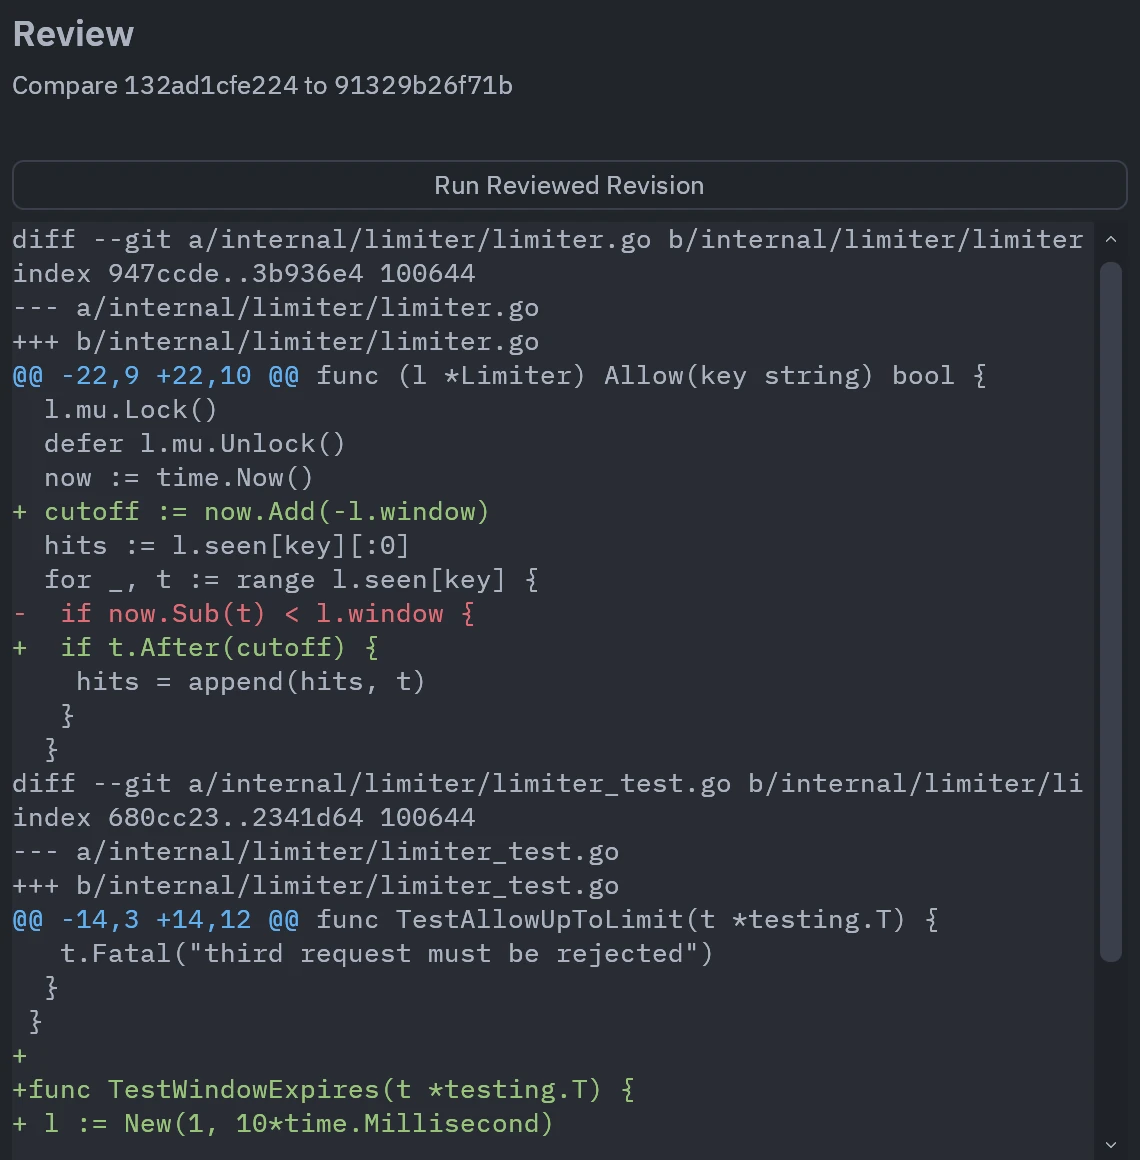 Review
Compare 132ad1cfe224 to 91329b26f71b
Run Reviewed Revision
diff --git a/internal/limiter/limiter.go b/internal/limiter/limiter
index 947ccde..3b936e4 100644
--- a/internal/limiter/limiter.go
+++ b/internal/limiter/limiter.go
@@ -22,9 +22,10 @@ func (l *Limiter) Allow(key string) bool {
  l.mu.Lock()
  defer l.mu.Unlock()
  now := time.Now()
+ cutoff := now.Add(-l.window)
  hits := l.seen[key][:0]
  for _, t := range l.seen[key] {
-  if now.Sub(t) < l.window {
+  if t.After(cutoff) {
    hits = append(hits, t)
   }
  }
diff --git a/internal/limiter/limiter_test.go b/internal/limiter/li
index 680cc23..2341d64 100644
--- a/internal/limiter/limiter_test.go
+++ b/internal/limiter/limiter_test.go
@@ -14,3 +14,12 @@ func TestAllowUpToLimit(t *testing.T) {
   t.Fatal("third request must be rejected")
  }
 }
+
+func TestWindowExpires(t *testing.T) {
+ l := New(1, 10*time.Millisecond)